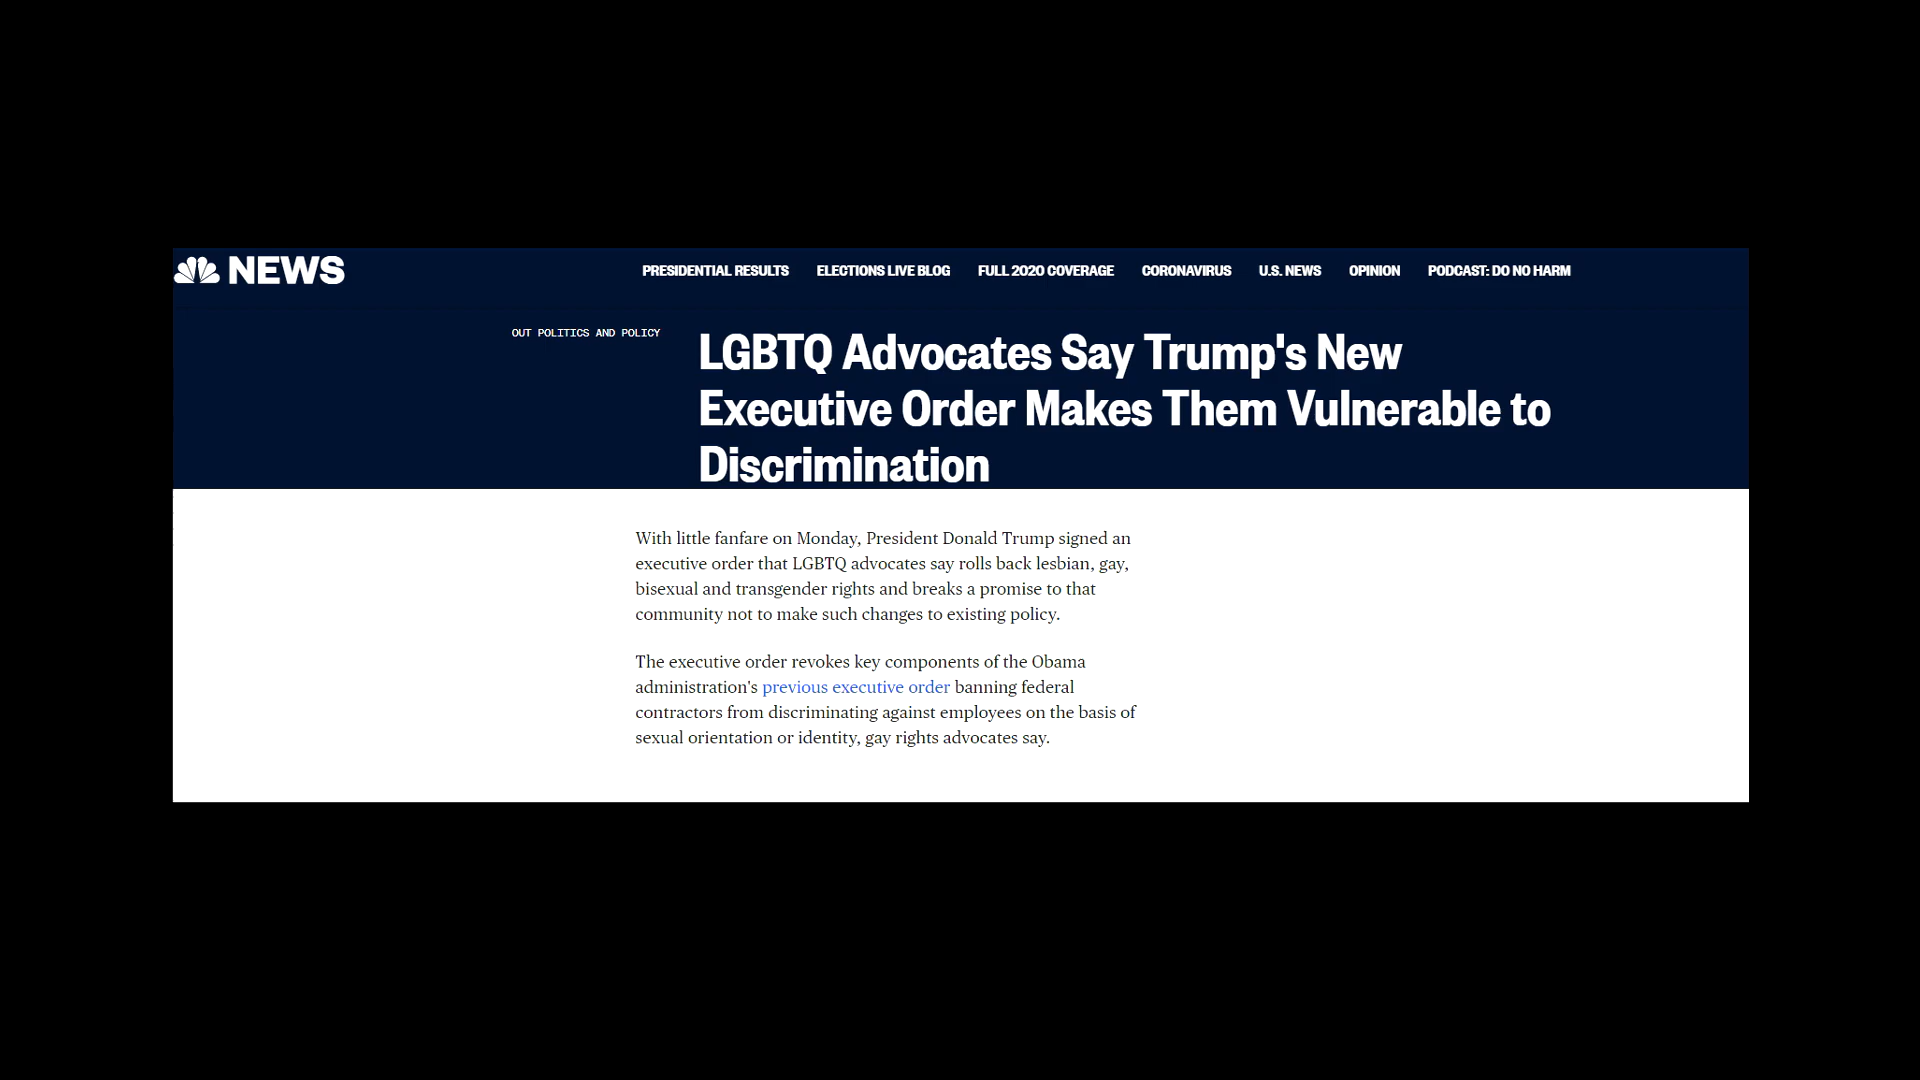 NEWS
PRESIDENTIAL RESULTS ELECTIONS LIVE BLOG FULL 2020 COVERAGE CORONAVIRUS U.S. NEWS OPINION PODCAST: DO NO HARM
OUT POLITICS AND POLICY
LGBTQ Advocates Say Trump's New
Executive Order Makes Them Vulnerable to
Discrimination
With little fanfare on Monday, President Donald Trump signed an
executive order that LGBTQ advocates say rolls back lesbian, gay,
bisexual and transgender rights and breaks a promise to that
community not to make such changes to existing policy.
The executive order revokes key components of the Obama
administration's previous executive order banning federal
contractors from discriminating against employees on the basis of
sexual orientation or identity, gay rights advocates say.